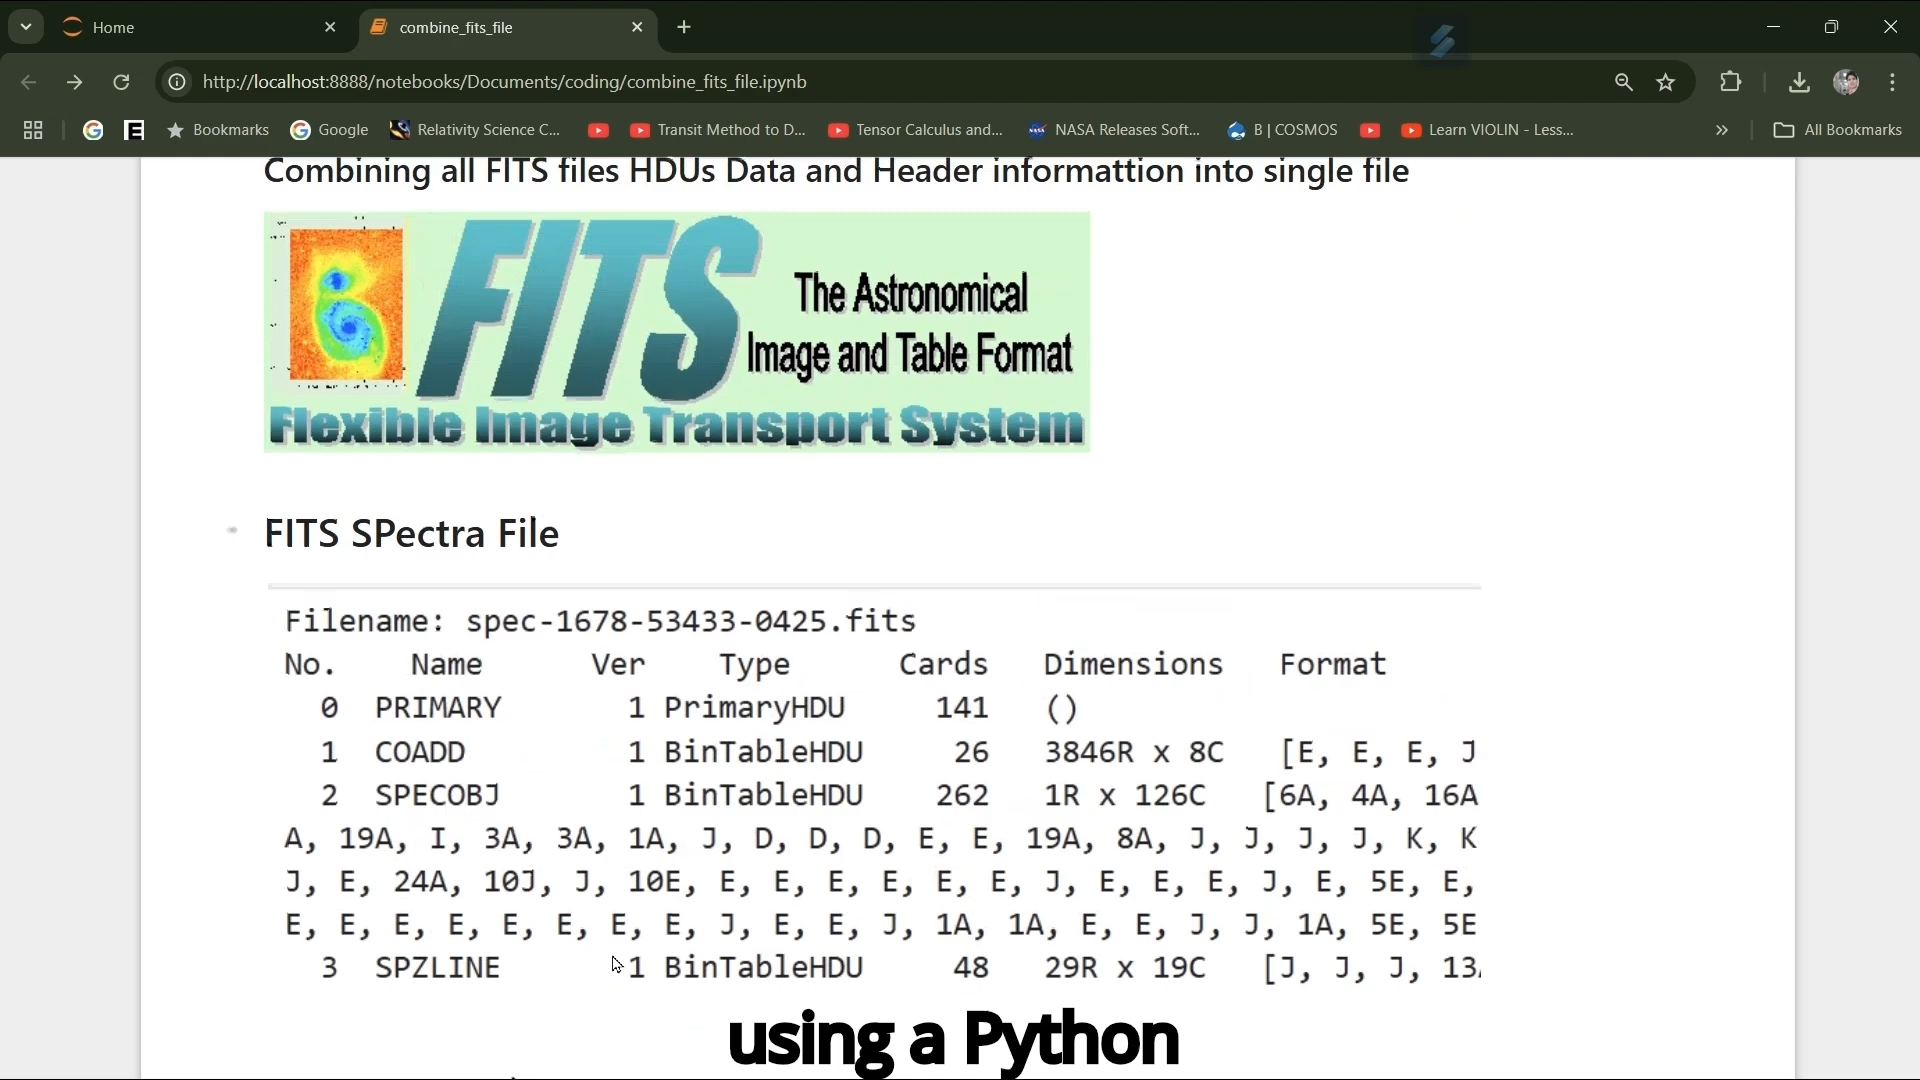 Home
combine_fits_file
http://localhost:8888/notebooks/Documents/coding/combine_fits_file.ipynb
Bookmarks
Google
Relativity Science C...
Transit Method to D...
Tensor Calculus and...
NASA Releases Soft...
B | COSMOS
Learn VIOLIN - Less...
All Bookmarks
Combining all FITS files HDUs Data and Header informattion into single file
FITS
The Astronomical
Image and Table Format
Flexible Image Transport System
FITS SPectra File
Filename: spec-1678-53433-0425.fits
No. Name Ver Type Cards Dimensions Format
0 PRIMARY 1 PrimaryHDU 141 ()
1 COADD 1 BinTableHDU 26 3846R x 8C [E, E, E, J
2 SPECOBJ 1 BinTableHDU 262 1R x 126C [6A, 4A, 16A
A, 19A, I, 3A, 3A, 1A, J, D, D, D, E, E, 19A, 8A, J, J, J, J, K, K
J, E, 24A, 10J, J, 10E, E, E, E, E, E, E, J, E, E, E, J, E, 5E, E,
E, E, E, E, E, E, E, E, J, E, E, J, 1A, 1A, E, E, J, J, 1A, 5E, 5E
3 SPZLINE 1 BinTableHDU 48 29R x 19C [J, J, J, 13A
using a Python